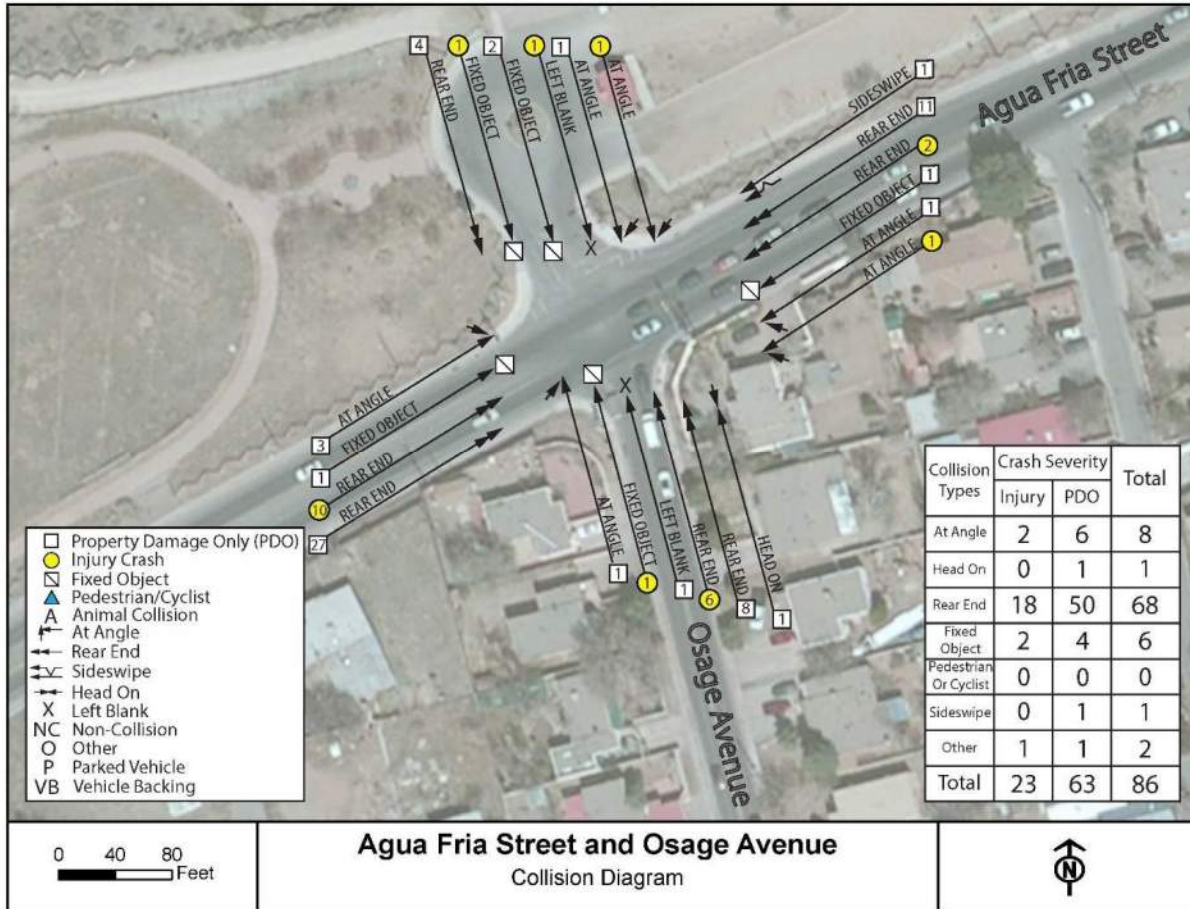 4
1
2
1
1
1
REAR END
FIXED OBJECT
FIXED OBJECT
LEFT BLANK
AT ANGLE
AT ANGLE
X
SIDESWIPE 1
REAR END 11
REAR END 2
FIXED OBJECT 1
AT ANGLE 1
AT ANGLE 1
Agua Fria Street
3 AT ANGLE
1 FIXED OBJECT
10 REAR END
27 REAR END
X
AT ANGLE
FIXED OBJECT
LEFT BLANK
REAR END
REAR END
HEAD ON
1
1
1
6
8
1
Osage Avenue
Property Damage Only (PDO)
Injury Crash
Fixed Object
Pedestrian/Cyclist
A Animal Collision
At Angle
Rear End
Sideswipe
Head On
X Left Blank
NC Non-Collision
O Other
P Parked Vehicle
VB Vehicle Backing
Collision Types Crash Severity Total
Injury PDO
At Angle 2 6 8
Head On 0 1 1
Rear End 18 50 68
Fixed Object 2 4 6
Pedestrian Or Cyclist 0 0 0
Sideswipe 0 1 1
Other 1 1 2
Total 23 63 86
0 40 80
Feet
Agua Fria Street and Osage Avenue
Collision Diagram
N